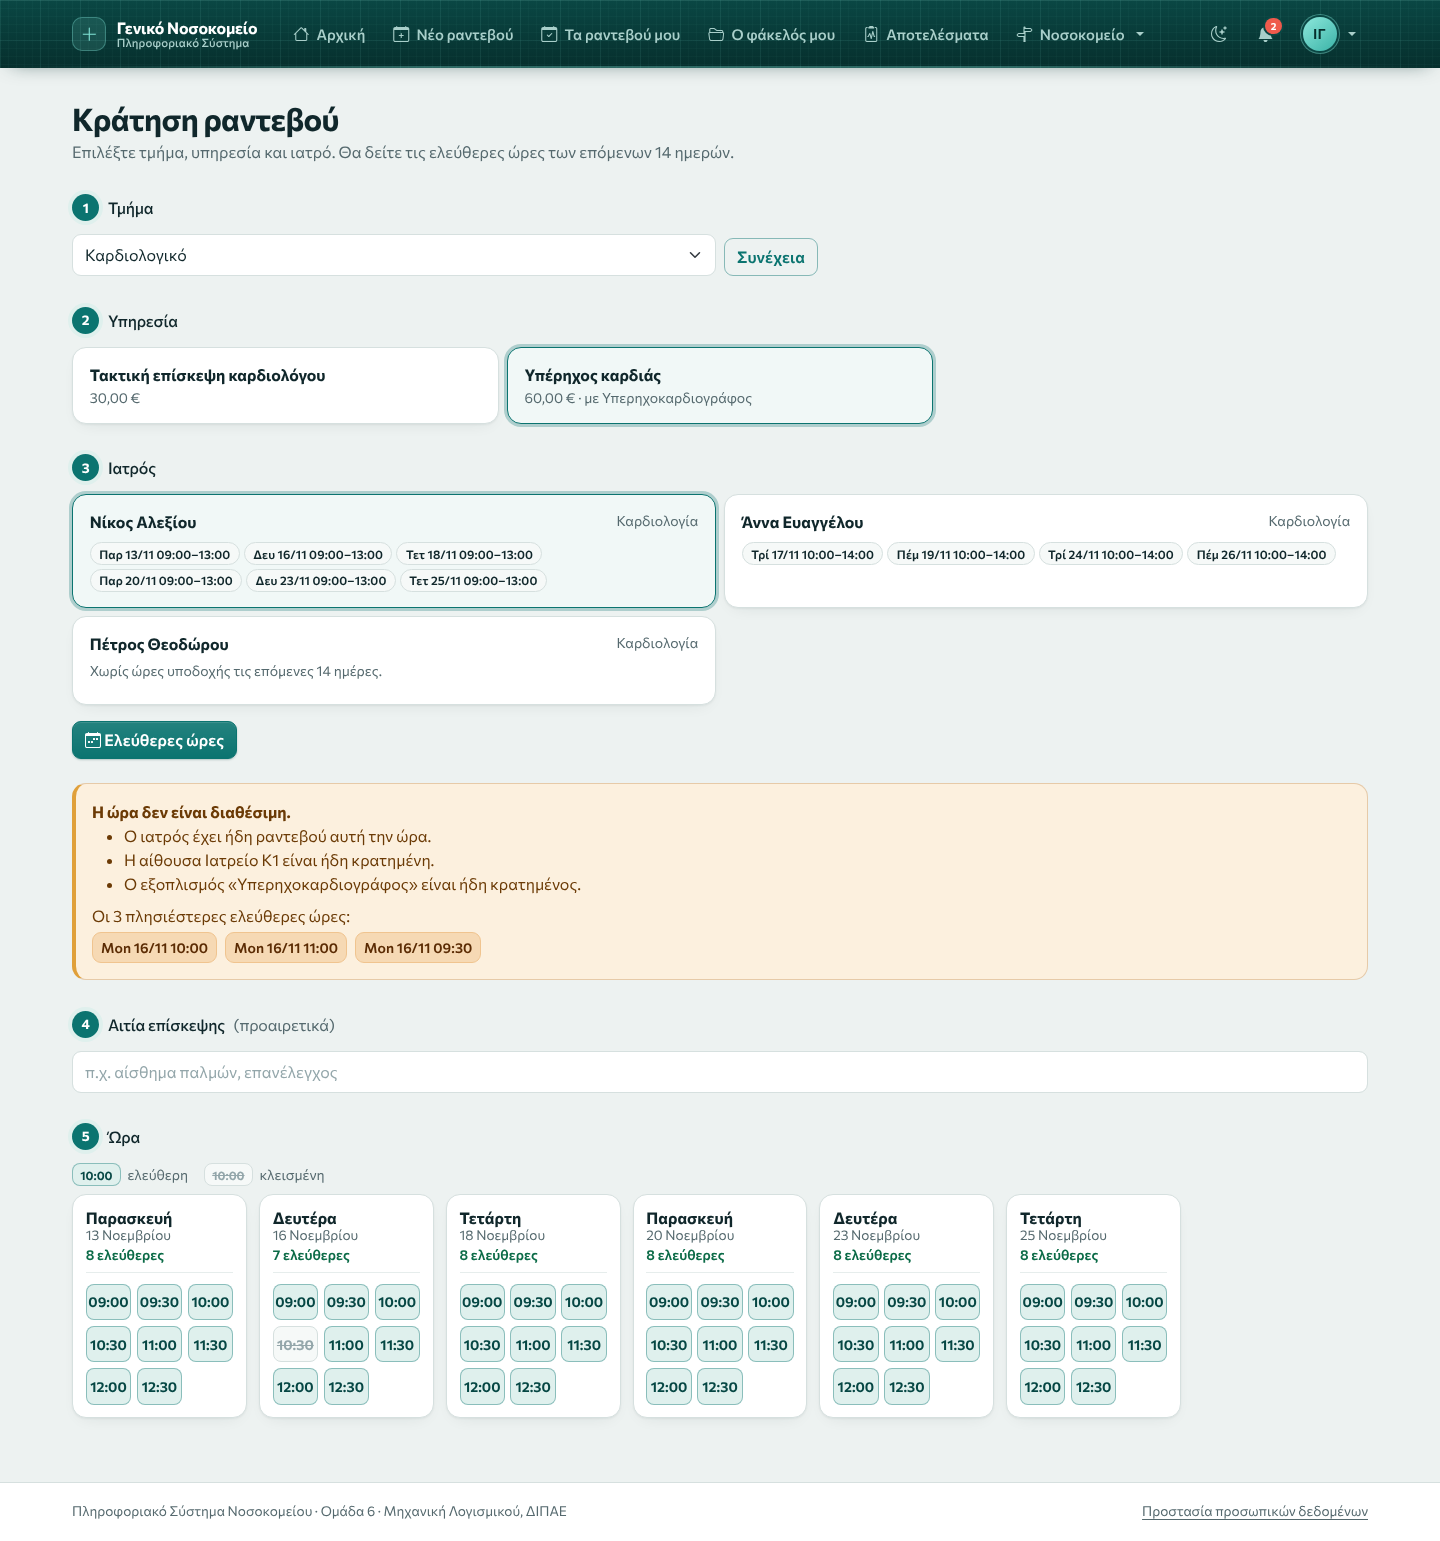 Γενικό Νοσοκομείο
Πληροφοριακό Σύστημα
Αρχική
Νέο ραντεβού
Τα ραντεβού μου
Ο φάκελός μου
Αποτελέσματα
Νοσοκομείο
2
ΙΓ
Κράτηση ραντεβού
Επιλέξτε τμήμα, υπηρεσία και ιατρό. Θα δείτε τις ελεύθερες ώρες των επόμενων 14 ημερών.
1 Τμήμα
Καρδιολογικό
Συνέχεια
2 Υπηρεσία
Τακτική επίσκεψη καρδιολόγου
30,00 €
Υπέρηχος καρδιάς
60,00 € · με Υπερηχοκαρδιογράφος
3 Ιατρός
Νίκος Αλεξίου Καρδιολογία
Παρ 13/11 09:00–13:00 Δευ 16/11 09:00–13:00 Τετ 18/11 09:00–13:00
Παρ 20/11 09:00–13:00 Δευ 23/11 09:00–13:00 Τετ 25/11 09:00–13:00
Άννα Ευαγγέλου Καρδιολογία
Τρί 17/11 10:00–14:00 Πέμ 19/11 10:00–14:00 Τρί 24/11 10:00–14:00 Πέμ 26/11 10:00–14:00
Πέτρος Θεοδώρου Καρδιολογία
Χωρίς ώρες υποδοχής τις επόμενες 14 ημέρες.
Ελεύθερες ώρες
Η ώρα δεν είναι διαθέσιμη.
• Ο ιατρός έχει ήδη ραντεβού αυτή την ώρα.
• Η αίθουσα Ιατρείο Κ1 είναι ήδη κρατημένη.
• Ο εξοπλισμός «Υπερηχοκαρδιογράφος» είναι ήδη κρατημένος.
Οι 3 πλησιέστερες ελεύθερες ώρες:
Mon 16/11 10:00 Mon 16/11 11:00 Mon 16/11 09:30
4 Αιτία επίσκεψης (προαιρετικά)
π.χ. αίσθημα παλμών, επανέλεγχος
5 Ώρα
10:00 ελεύθερη 10:00 κλεισμένη
Παρασκευή
13 Νοεμβρίου
8 ελεύθερες
09:00 09:30 10:00
10:30 11:00 11:30
12:00 12:30
Δευτέρα
16 Νοεμβρίου
7 ελεύθερες
09:00 09:30 10:00
10:30 11:00 11:30
12:00 12:30
Τετάρτη
18 Νοεμβρίου
8 ελεύθερες
09:00 09:30 10:00
10:30 11:00 11:30
12:00 12:30
Παρασκευή
20 Νοεμβρίου
8 ελεύθερες
09:00 09:30 10:00
10:30 11:00 11:30
12:00 12:30
Δευτέρα
23 Νοεμβρίου
8 ελεύθερες
09:00 09:30 10:00
10:30 11:00 11:30
12:00 12:30
Τετάρτη
25 Νοεμβρίου
8 ελεύθερες
09:00 09:30 10:00
10:30 11:00 11:30
12:00 12:30
Πληροφοριακό Σύστημα Νοσοκομείου · Ομάδα 6 · Μηχανική Λογισμικού, ΔΙΠΑΕ
Προστασία προσωπικών δεδομένων